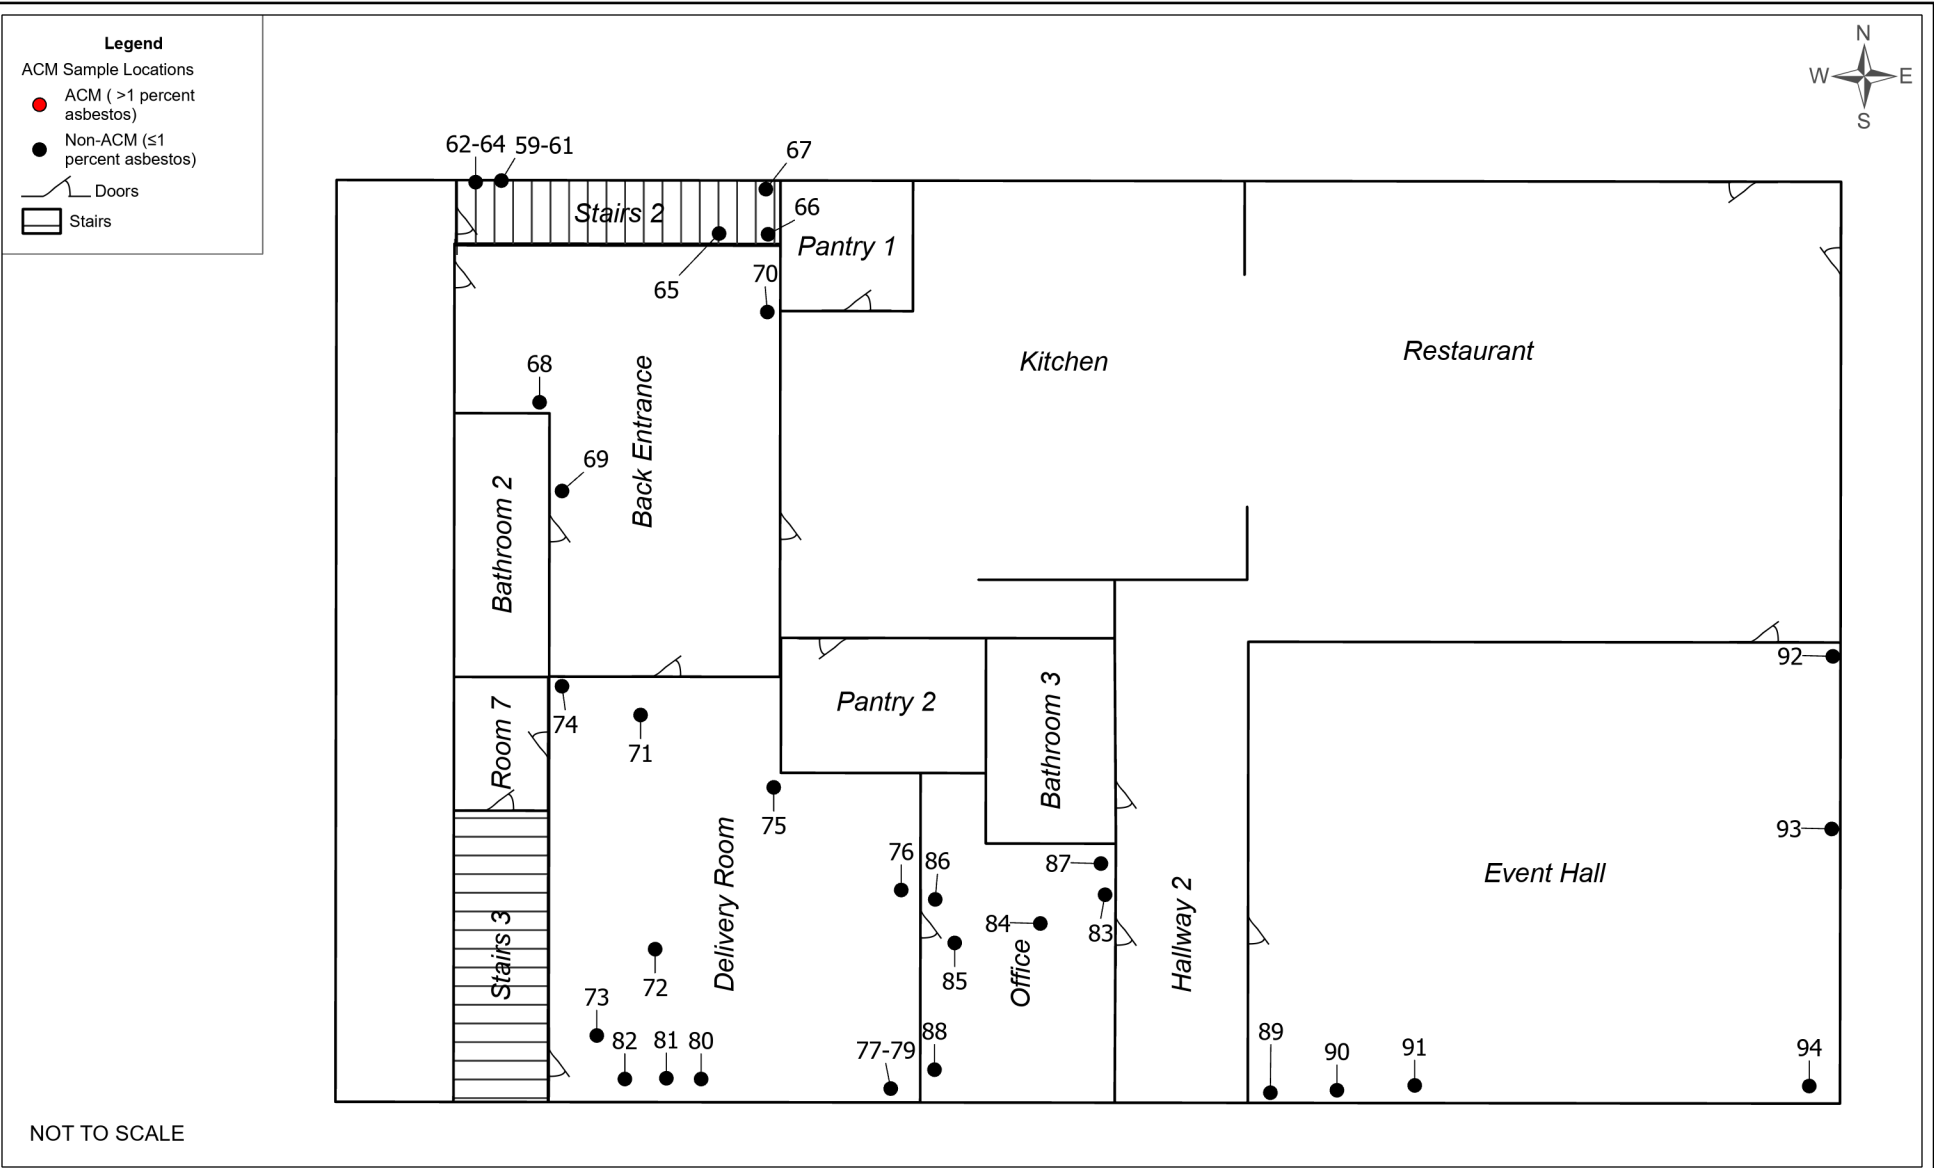 Legend
ACM Sample Locations
ACM ( >1 percent
asbestos)
Non-ACM (≤1
percent asbestos)
Doors
Stairs
N
W
E
S
62-64
59-61
67
Stairs 2
66
Pantry 1
65
70
Kitchen
Restaurant
68
Back Entrance
69
Bathroom 2
92
Pantry 2
Bathroom 3
Room 7
74
71
75
93
76
86
87
Event Hall
Delivery Room
84
83
Hallway 2
Stairs 3
85
Office
72
73
82
81
80
77-79
88
89
90
91
94
NOT TO SCALE